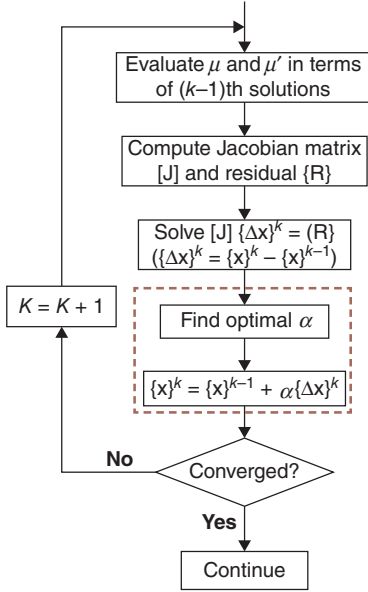 Evaluate μ and μ′ in terms
of (k–1)th solutions
Compute Jacobian matrix
[J] and residual {R}
Solve [J] {Δx}ᵏ = (R)
({Δx}ᵏ = {x}ᵏ – {x}ᵏ⁻¹)
K = K + 1
Find optimal α
{x}ᵏ = {x}ᵏ⁻¹ + α{Δx}ᵏ
No
Converged?
Yes
Continue